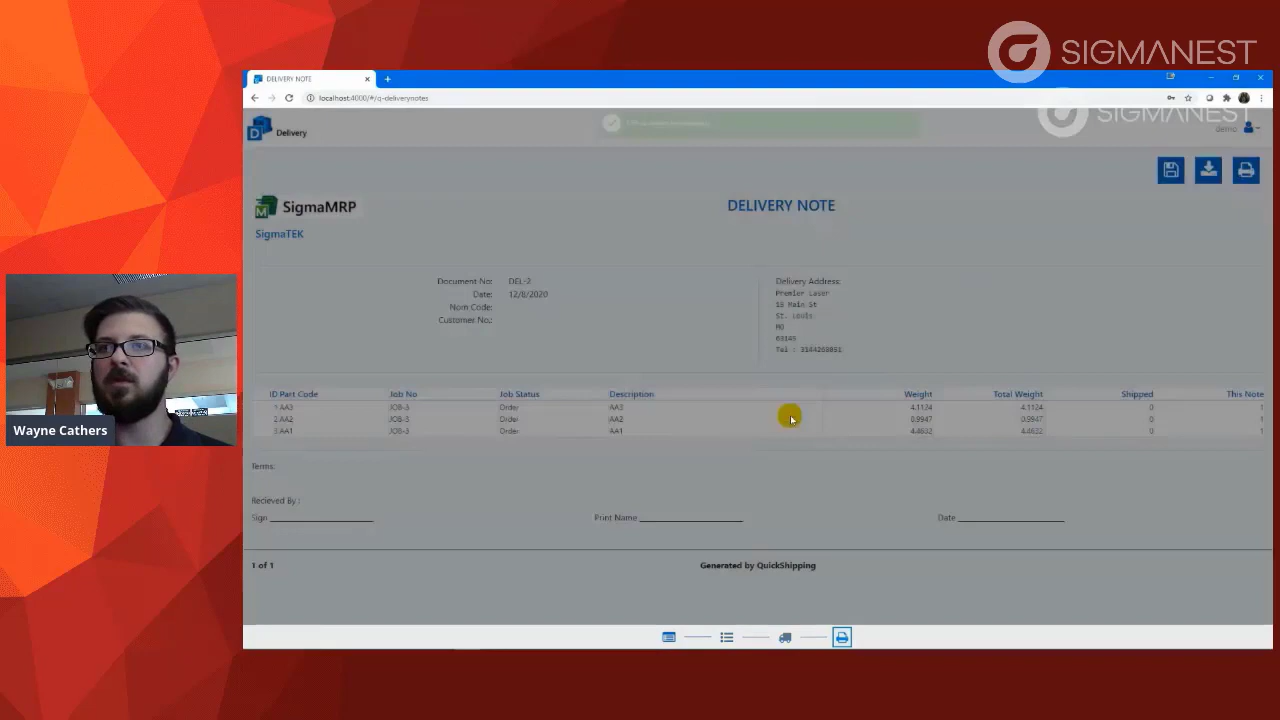 SIGMANEST
DELIVERY NOTE
localhost:4000/#/q-deliverynotes
SIGMANEST
Delivery
demo
SigmaMRP
DELIVERY NOTE
SigmaTEK
Document No: DEL-2
Date: 12/8/2020
Nom Code:
Customer No.:
Delivery Address:
Premier Laser
15 Main St
St. Louis
MO
Tel :
ID Part Code Job No Job Status Description Weight Total Weight Shipped This Note
1 AA3 JOB-3 Order AA3 4.1124 4.1124 0 1
2 AA2 JOB-3 Order AA2 0.9947 0.9947 0 1
3 AA1 JOB-3 Order AA1 4.4632 4.4632 0 1
Terms:
Recieved By :
Sign Print Name Date
1 of 1 Generated by QuickShipping
Wayne Cathers